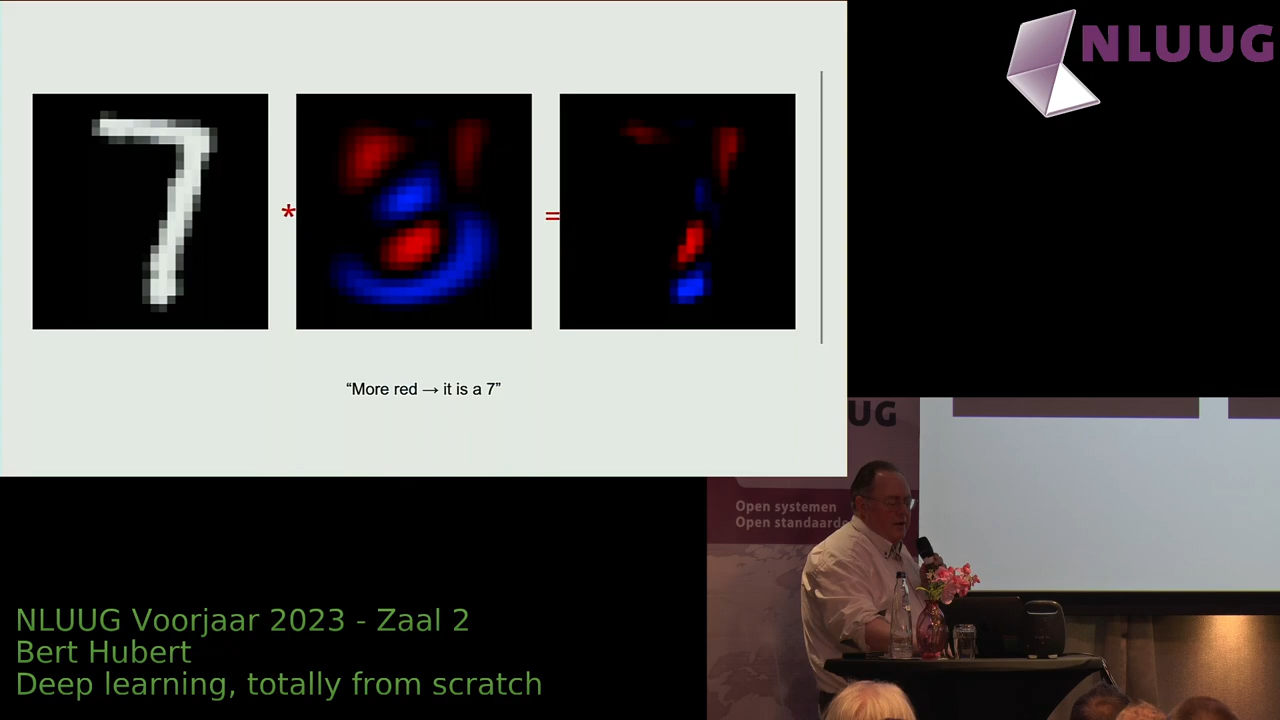 NLUUG
*
=
“More red → it is a 7”
UG
Open systemen
Open standaard
NLUUG Voorjaar 2023 - Zaal 2
Bert Hubert
Deep learning, totally from scratch